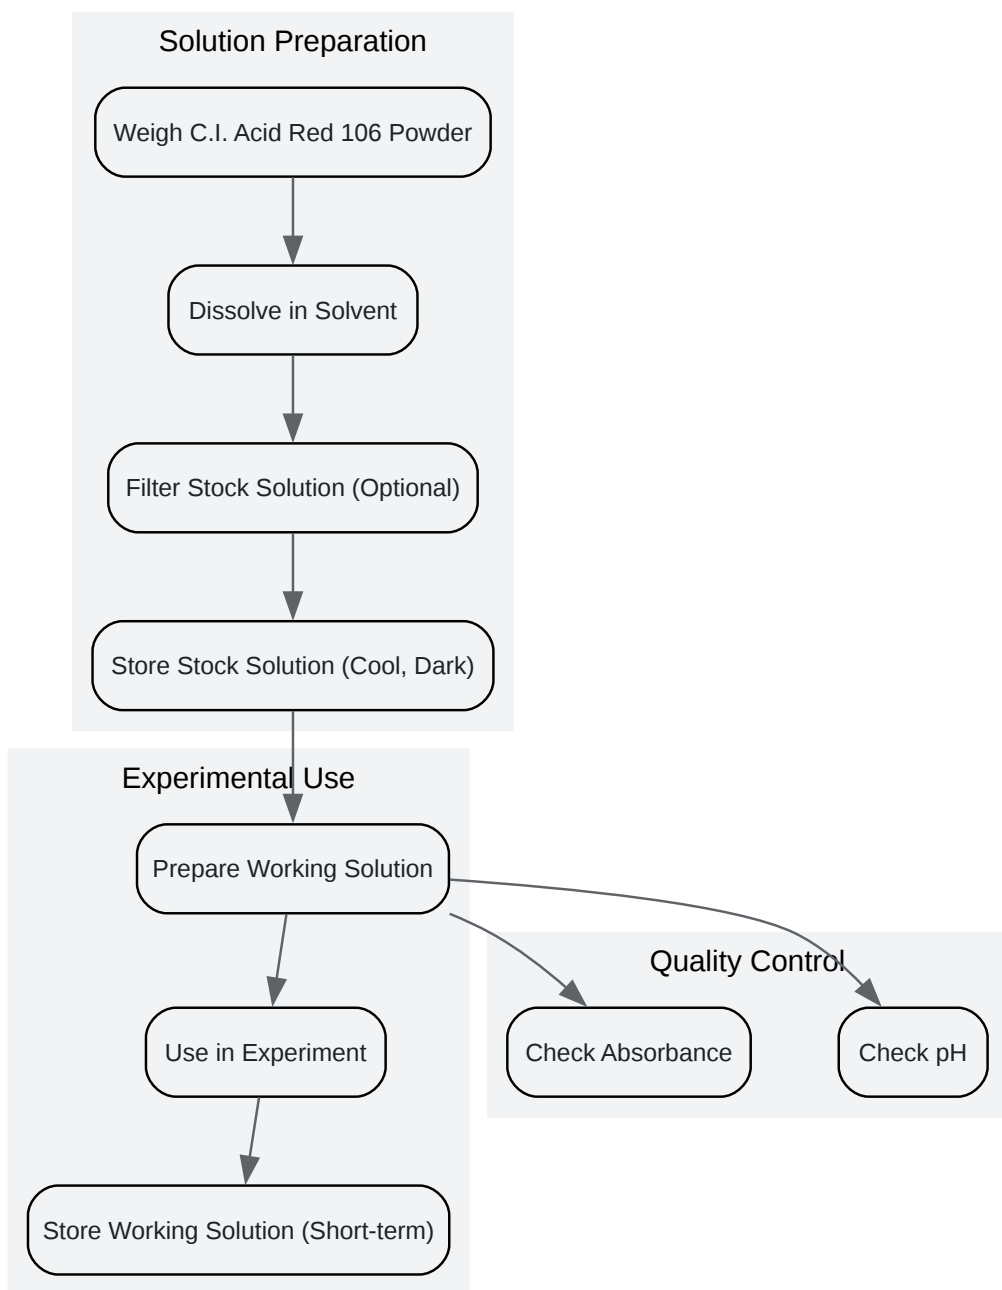 Solution Preparation
Weigh C.I. Acid Red 106 Powder
Dissolve in Solvent
Filter Stock Solution (Optional)
Store Stock Solution (Cool, Dark)
Experimental Use
Prepare Working Solution
Quality Control
Use in Experiment
Check Absorbance
Check pH
Store Working Solution (Short-term)